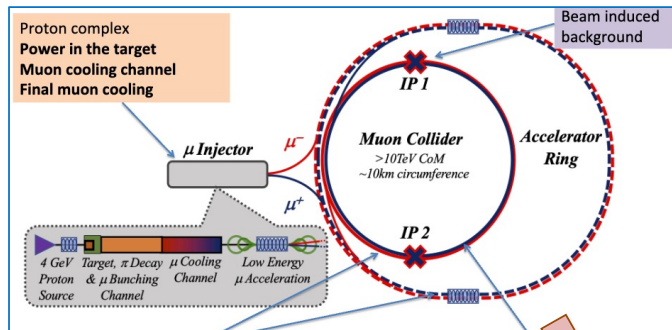 Proton complex
Power in the target
Muon cooling channel
Final muon cooling
Beam induced
background
IP 1
μ Injector
μ⁻
μ⁺
Muon Collider
>10TeV CoM
~10km circumference
Accelerator
Ring
IP 2
4 GeV
Proton
Source
Target, π Decay
& μ Bunching
Channel
μ Cooling
Channel
Low Energy
μ Acceleration